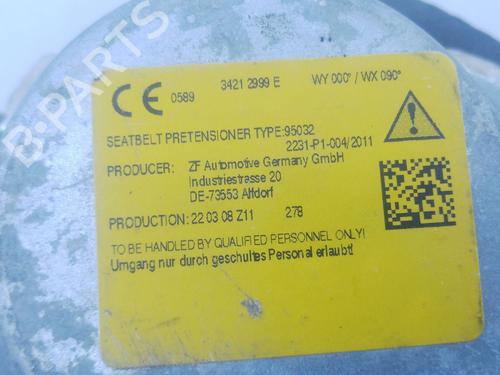 B-PARTS
CE 0589 3421 2999 E WY 000° / WX 090°
SEATBELT PRETENSIONER TYPE:95032
2231-P1-004/2011
PRODUCER: ZF Automotive Germany GmbH
Industriestrasse 20
DE-73553 Alfdorf
PRODUCTION: 22 03 08 Z11 278
TO BE HANDLED BY QUALIFIED PERSONNEL ONLY!
Umgang nur durch geschultes Personal erlaubt!